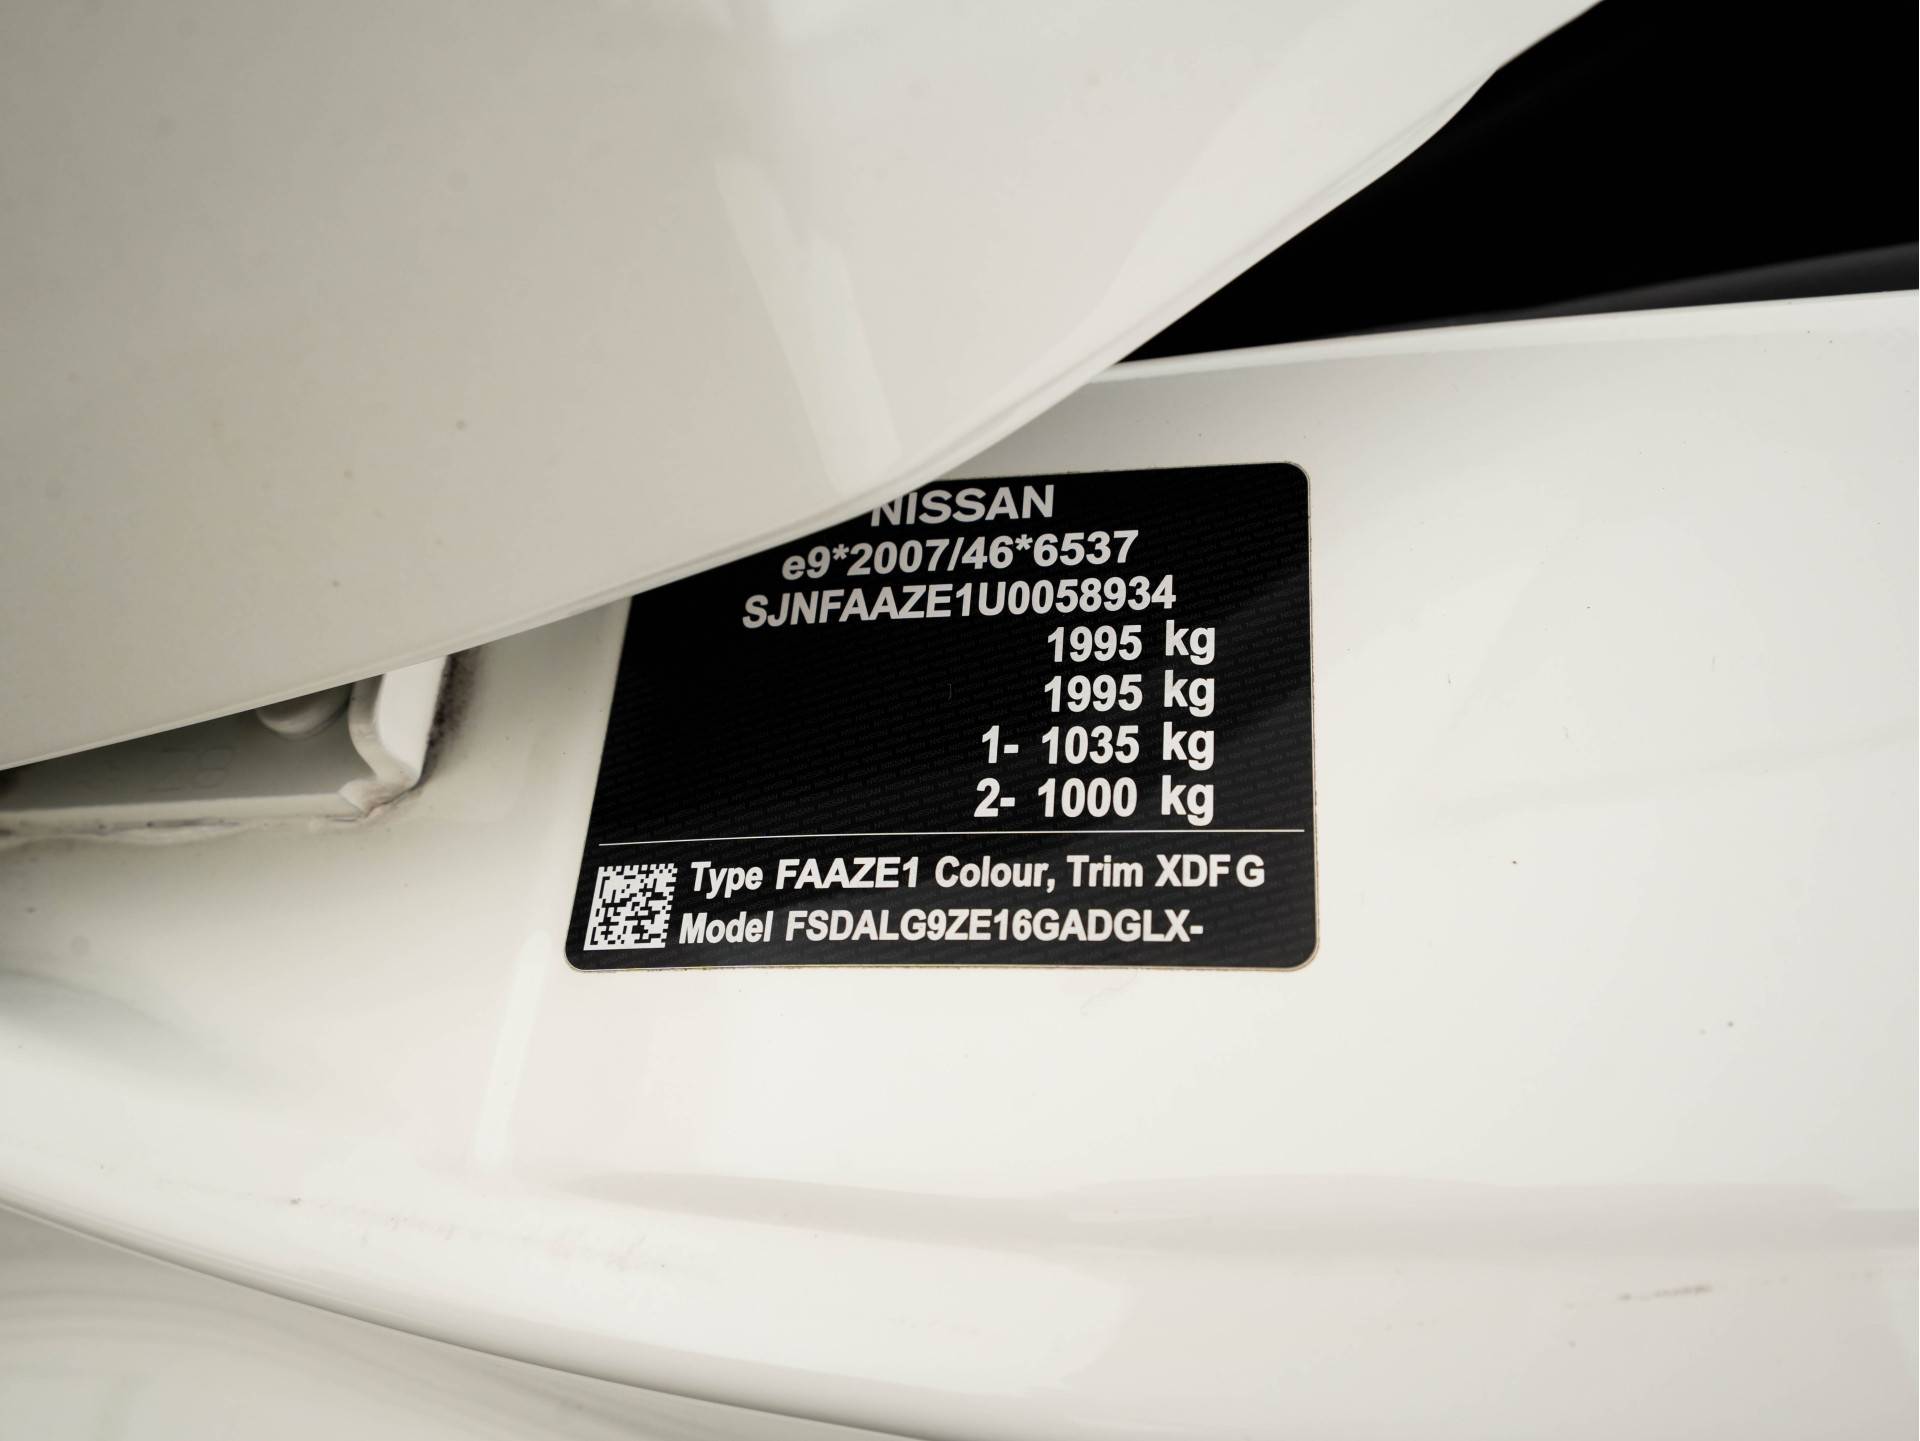 NISSAN
e9*2007/46*6537
SJNFAAZE1U0058934
1995 kg
1995 kg
1- 1035 kg
2- 1000 kg
Type FAAZE1 Colour, Trim XDF G
Model FSDALG9ZE16GADGLX-